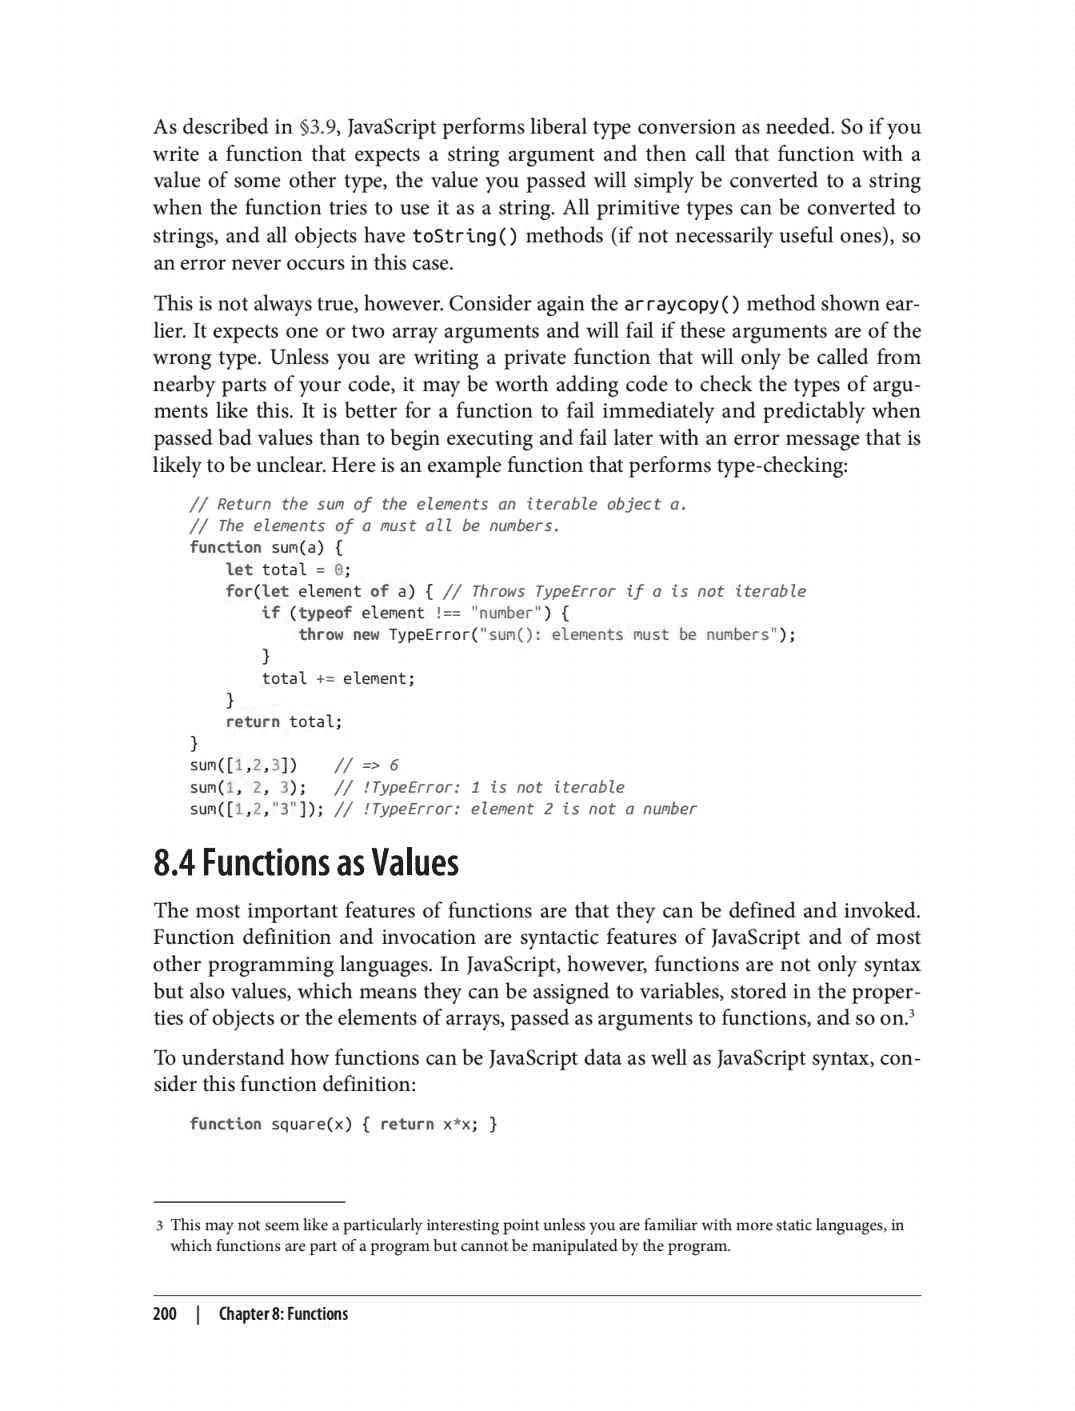 As described in §3.9, JavaScript performs liberal type conversion as needed. So if you
write a function that expects a string argument and then call that function with a
value of some other type, the value you passed will simply be converted to a string
when the function tries to use it as a string. All primitive types can be converted to
strings, and all objects have toString() methods (if not necessarily useful ones), so
an error never occurs in this case.
This is not always true, however. Consider again the arraycopy() method shown ear-
lier. It expects one or two array arguments and will fail if these arguments are of the
wrong type. Unless you are writing a private function that will only be called from
nearby parts of your code, it may be worth adding code to check the types of argu-
ments like this. It is better for a function to fail immediately and predictably when
passed bad values than to begin executing and fail later with an error message that is
likely to be unclear. Here is an example function that performs type-checking:
// Return the sum of the elements an iterable object a.
// The elements of a must all be numbers.
function sum(a) {
    let total = 0;
    for(let element of a) { // Throws TypeError if a is not iterable
        if (typeof element !== "number") {
            throw new TypeError("sum(): elements must be numbers");
        }
        total += element;
    }
    return total;
}
sum([1,2,3])    // => 6
sum(1, 2, 3);   // !TypeError: 1 is not iterable
sum([1,2,"3"]); // !TypeError: element 2 is not a number
8.4 Functions as Values
The most important features of functions are that they can be defined and invoked.
Function definition and invocation are syntactic features of JavaScript and of most
other programming languages. In JavaScript, however, functions are not only syntax
but also values, which means they can be assigned to variables, stored in the proper-
ties of objects or the elements of arrays, passed as arguments to functions, and so on.³
To understand how functions can be JavaScript data as well as JavaScript syntax, con-
sider this function definition:
function square(x) { return x*x; }
3 This may not seem like a particularly interesting point unless you are familiar with more static languages, in
which functions are part of a program but cannot be manipulated by the program.
200 | Chapter 8: Functions